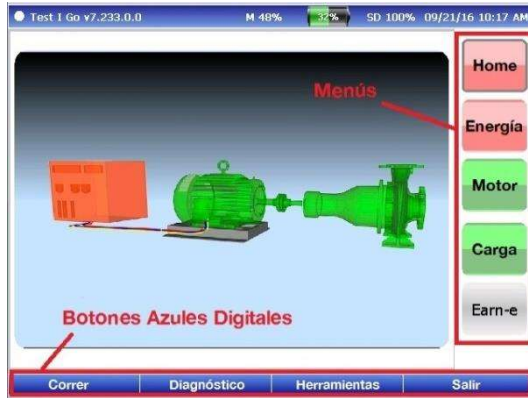 Test I Go v7.233.0.0 M 48% 32% SD 100% 09/21/16 10:17 AM
Menús
Home
Energía
Motor
Carga
Earn-e
Botones Azules Digitales
Correr Diagnóstico Herramientas Salir